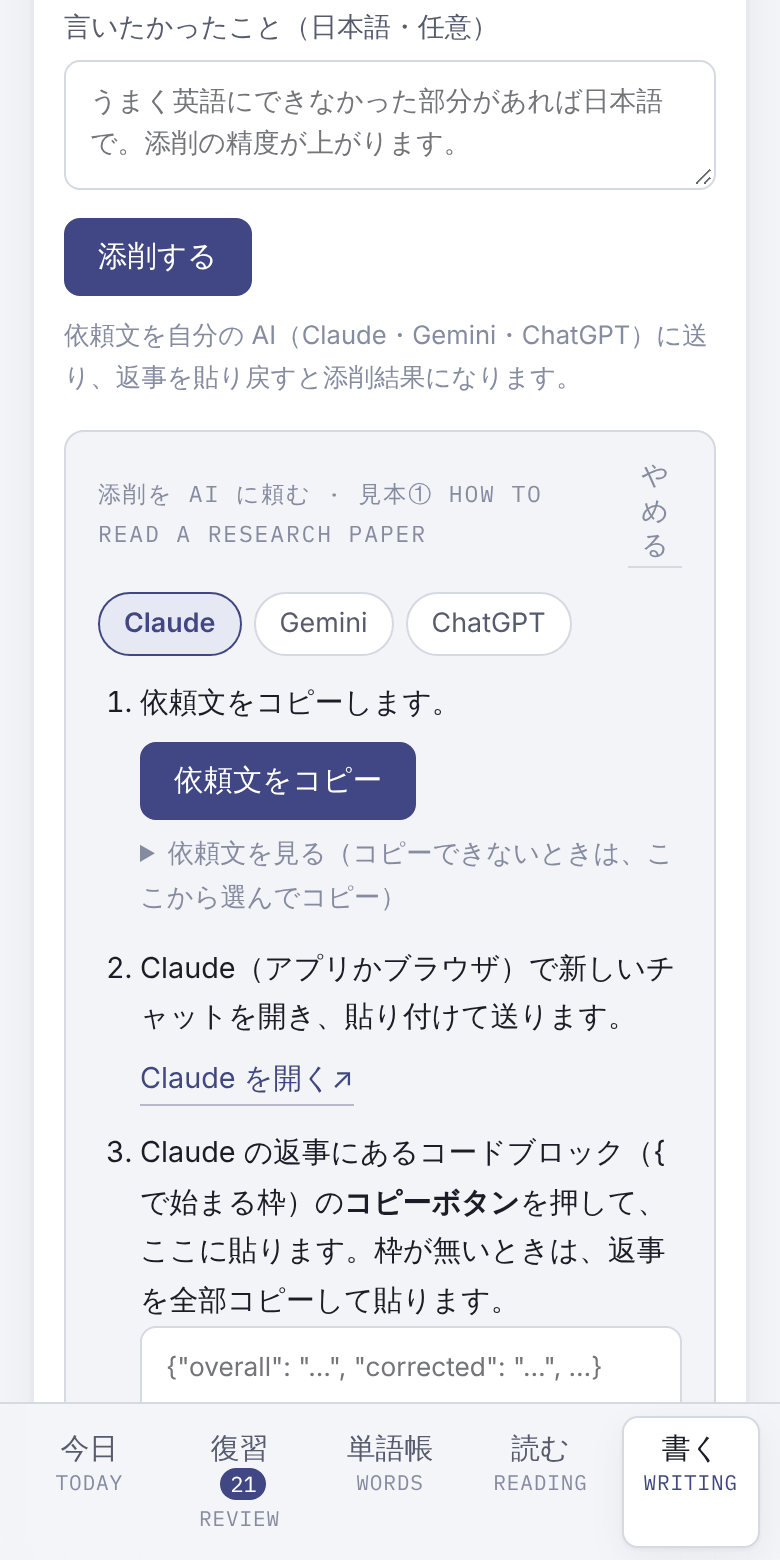 言いたかったこと（日本語・任意）
うまく英語にできなかった部分があれば日本語
で。添削の精度が上がります。
添削する
依頼文を自分の AI（Claude・Gemini・ChatGPT）に送
り、返事を貼り戻すと添削結果になります。
添削を AI に頼む · 見本① HOW TO
READ A RESEARCH PAPER
やめる
Claude
Gemini
ChatGPT
1. 依頼文をコピーします。
依頼文をコピー
▶ 依頼文を見る（コピーできないときは、こ
こから選んでコピー）
2. Claude（アプリかブラウザ）で新しいチ
ャットを開き、貼り付けて送ります。
Claude を開く↗
3. Claude の返事にあるコードブロック（{
で始まる枠）のコピーボタンを押して、
ここに貼ります。枠が無いときは、返事
を全部コピーして貼ります。
{"overall": "...", "corrected": "...", ...}
今日
TODAY
復習
21
REVIEW
単語帳
WORDS
読む
READING
書く
WRITING